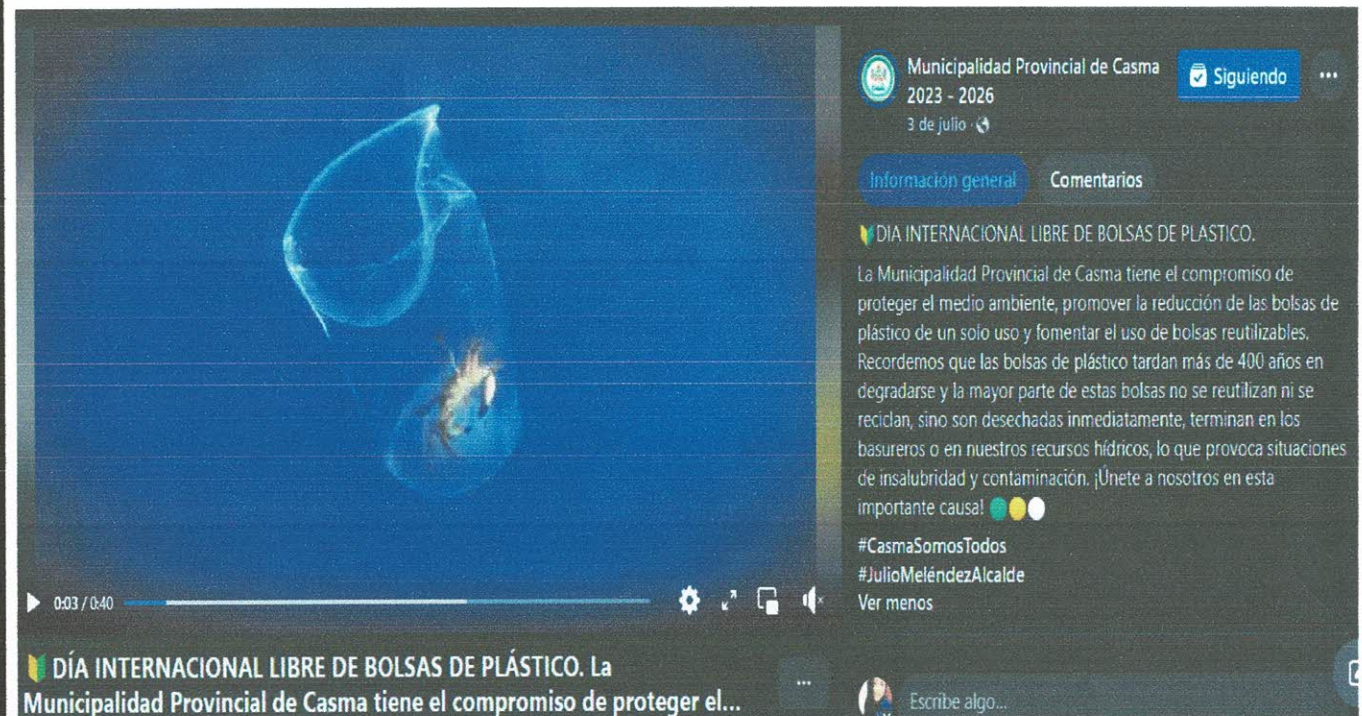 Municipalidad Provincial de Casma
2023 - 2026
3 de julio
Siguiendo
Información general
Comentarios
DIA INTERNACIONAL LIBRE DE BOLSAS DE PLASTICO.
La Municipalidad Provincial de Casma tiene el compromiso de
proteger el medio ambiente, promover la reducción de las bolsas de
plástico de un solo uso y fomentar el uso de bolsas reutilizables.
Recordemos que las bolsas de plástico tardan más de 400 años en
degradarse y la mayor parte de estas bolsas no se reutilizan ni se
reciclan, sino son desechadas inmediatamente, terminan en los
basureros o en nuestros recursos hídricos, lo que provoca situaciones
de insalubridad y contaminación. ¡Únete a nosotros en esta
importante causa!
#CasmaSomosTodos
#JulioMeléndezAlcalde
Ver menos
0:03 / 0:40
DÍA INTERNACIONAL LIBRE DE BOLSAS DE PLÁSTICO. La
Municipalidad Provincial de Casma tiene el compromiso de proteger el...
Escribe algo...